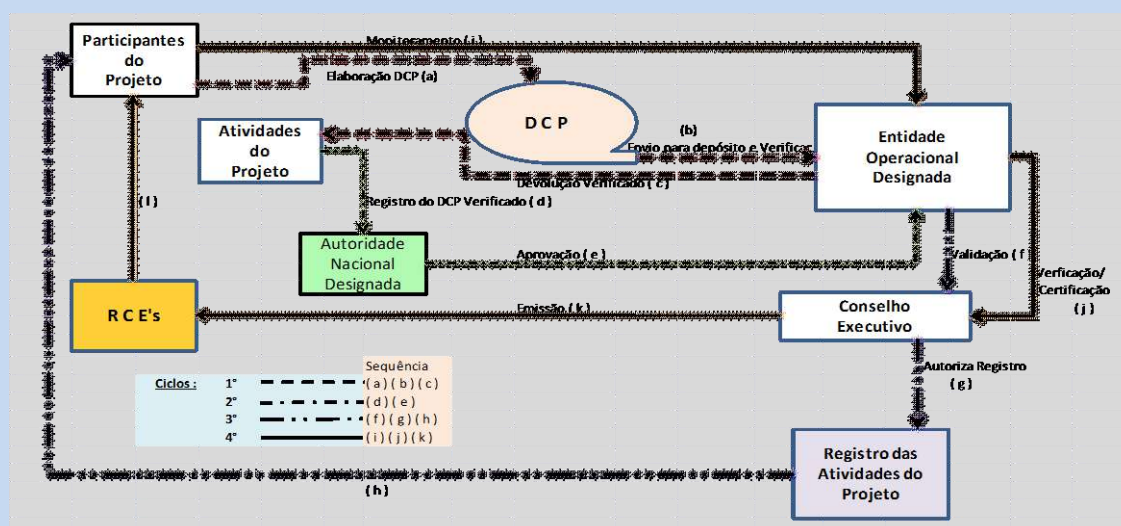 Participantes
do
Projeto
Monitoramento ( i )
Elaboração DCP (a)
D C P
Atividades
do
Projeto
(b)
Envio para depósito e Verificar
Entidade
Operacional
Designada
Devolução Verificado ( c )
( l )
Registro do DCP Verificado ( d )
Autoridade
Nacional
Designada
Aprovação ( e )
Validação ( f )
Verficação/
Certificação
( j )
R C E's
Emissão ( k )
Conselho
Executivo
Autoriza Registro
( g )
Sequência
Ciclos : 1° ( a ) ( b ) ( c )
2° ( d ) ( e )
3° ( f ) ( g ) ( h )
4° ( i ) ( j ) ( k )
Registro das
Atividades do
Projeto
( h )